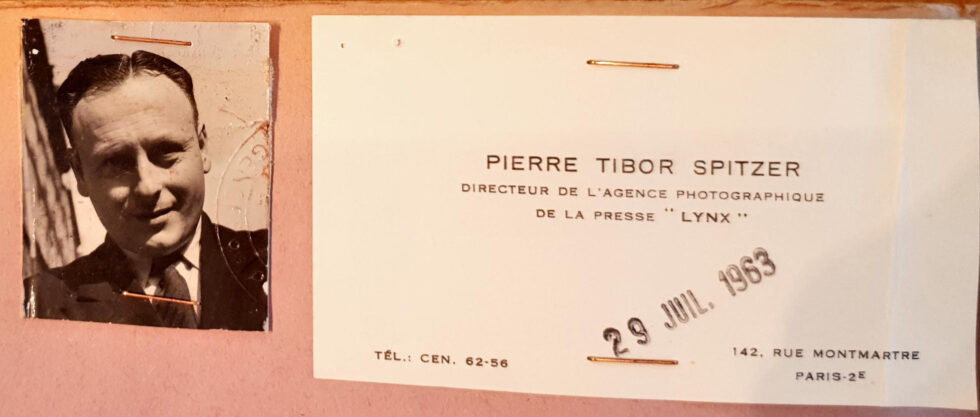 PIERRE TIBOR SPITZER
DIRECTEUR DE L'AGENCE PHOTOGRAPHIQUE
DE LA PRESSE "LYNX"
29 JUIL. 1963
TÉL.: CEN. 62-56
142, RUE MONTMARTRE
PARIS-2E